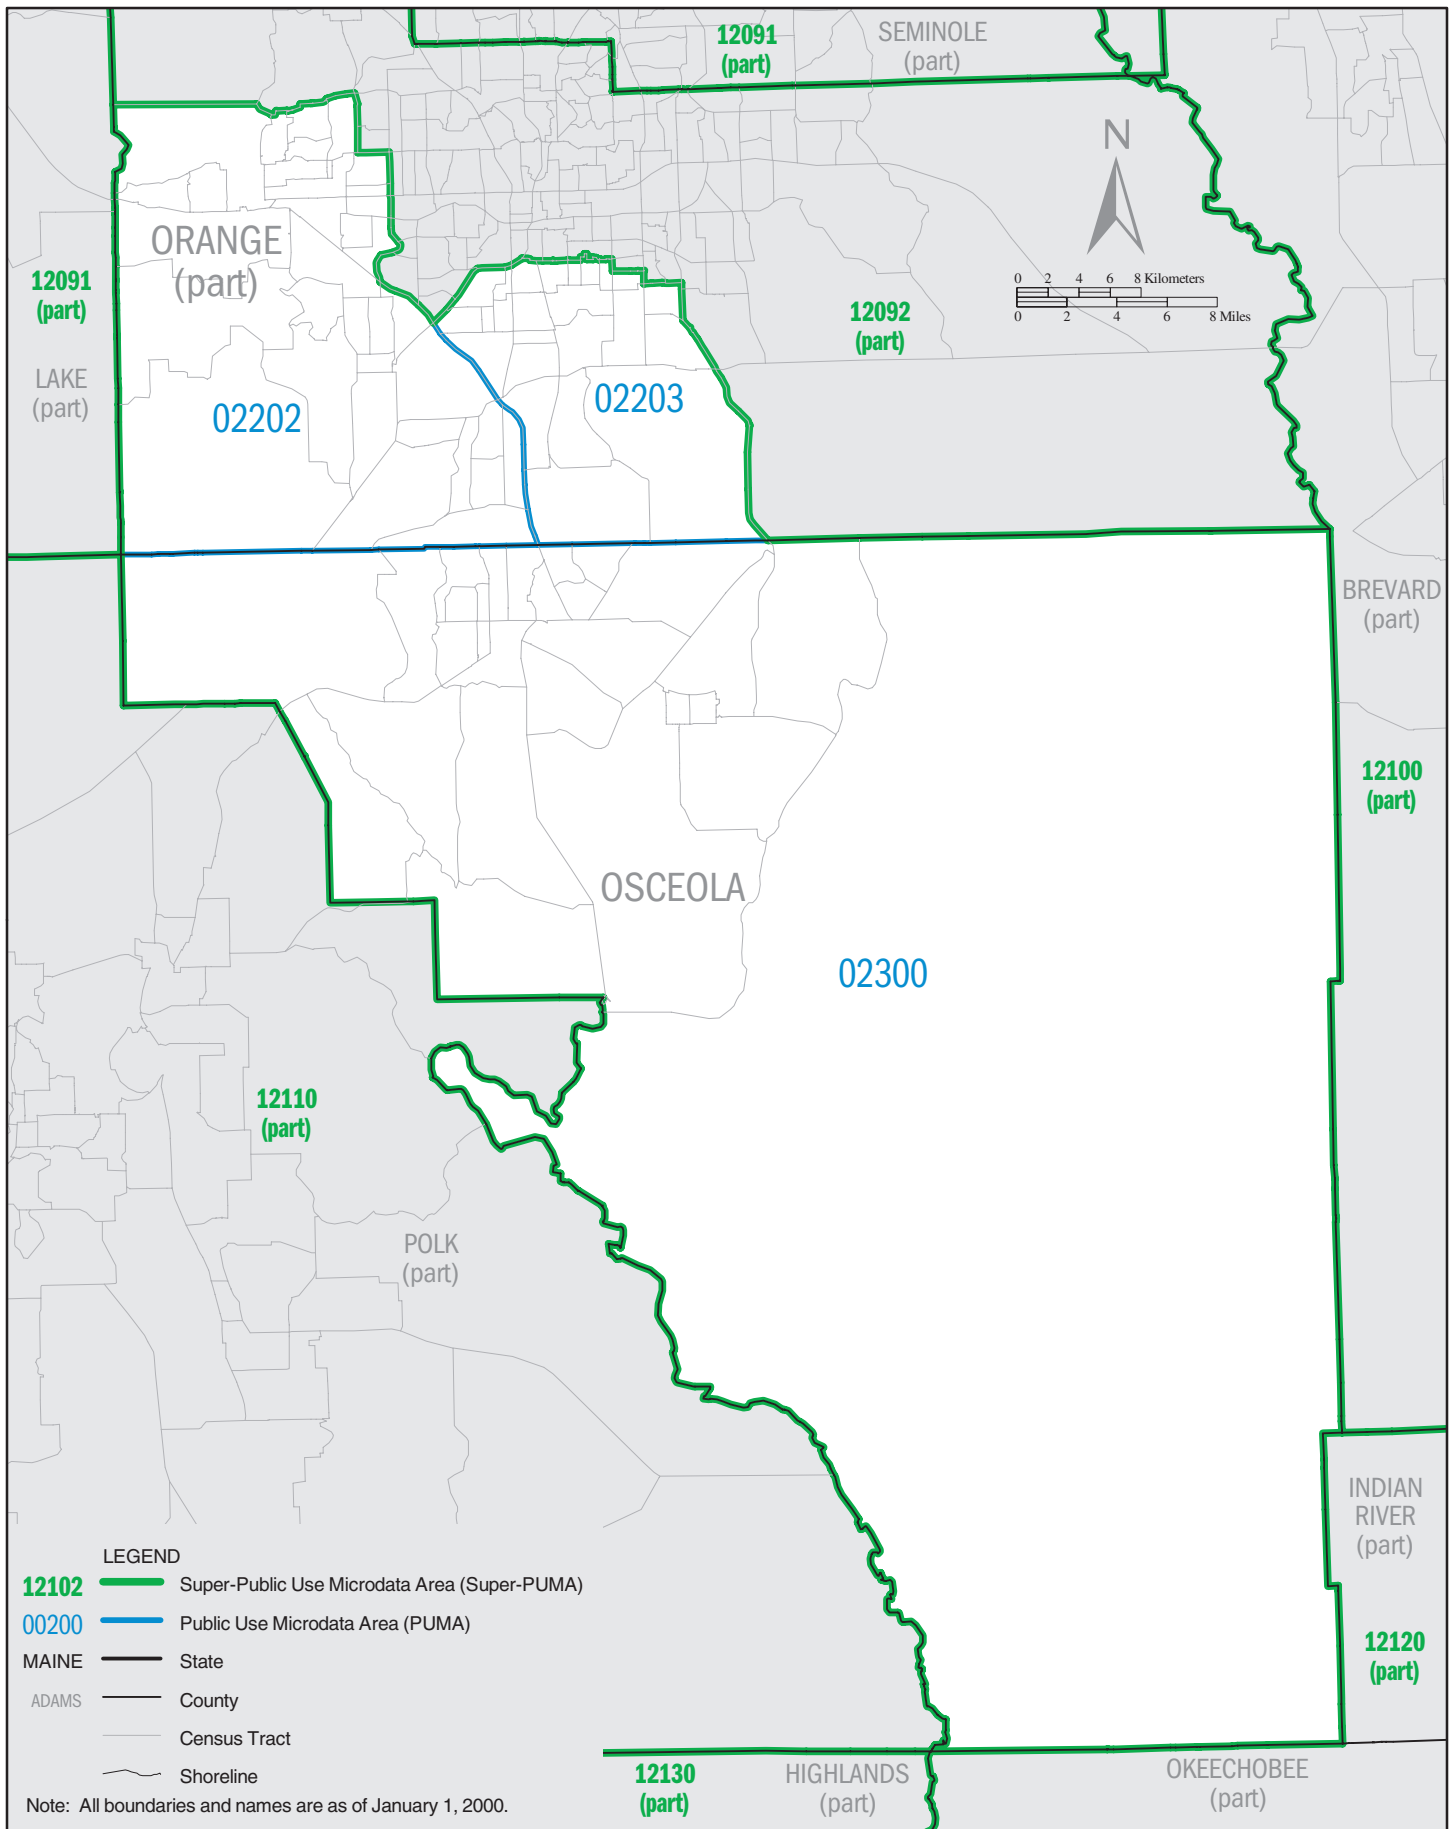 12091
(part)
SEMINOLE
(part)
N
ORANGE
(part)
12091
(part)
0 2 4 6 8 Kilometers
0 2 4 6 8 Miles
12092
(part)
LAKE
(part)
02202
02203
BREVARD
(part)
12100
(part)
OSCEOLA
02300
12110
(part)
POLK
(part)
INDIAN
RIVER
(part)
12120
(part)
LEGEND
12102 Super-Public Use Microdata Area (Super-PUMA)
00200 Public Use Microdata Area (PUMA)
MAINE State
ADAMS County
Census Tract
Shoreline
Note: All boundaries and names are as of January 1, 2000.
12130
(part)
HIGHLANDS
(part)
OKEECHOBEE
(part)